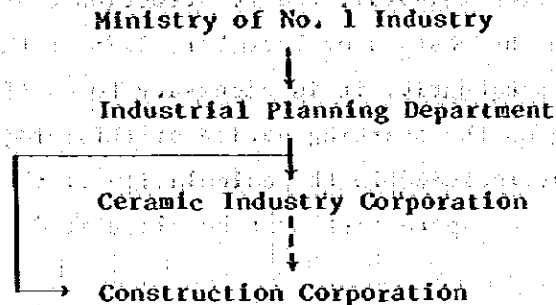 Ministry of No. 1 Industry
Industrial Planning Department
Ceramic Industry Corporation
Construction Corporation